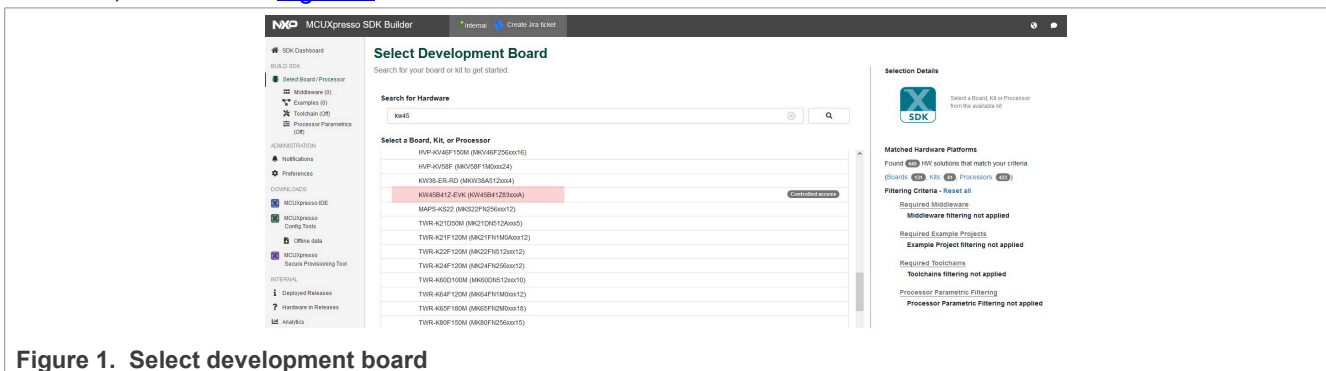 NXP MCUXpresso SDK Builder
Internal
Create Jira ticket
SDK Dashboard
BUILD SDK
Select Board / Processor
Middleware (0)
Examples (0)
Toolchain (Off)
Processor Parametrics
(Off)
ADMINISTRATION
Notifications
Preferences
DOWNLOADS
MCUXpresso IDE
MCUXpresso
Config Tools
Offline data
MCUXpresso
Secure Provisioning Tool
INTERNAL
Deployed Releases
Hardware in Releases
Analytics
Select Development Board
Search for your board or kit to get started.
Search for Hardware
kw45
Select a Board, Kit, or Processor
HVP-KV46F150M (MKV46F256xxx16)
HVP-KV58F (MKV58F1M0xxx24)
KW38-ER-RD (MKW38A512xxx4)
KW45B41Z-EVK (KW45B41Z83xxxA)
Controlled access
MAPS-KS22 (MKS22FN256xxx12)
TWR-K21D50M (MK21DN512Axxx5)
TWR-K21F120M (MK21FN1M0Axxx12)
TWR-K22F120M (MK22FN512xxx12)
TWR-K24F120M (MK24FN256xxx12)
TWR-K60D100M (MK60DN512xxx10)
TWR-K64F120M (MK64FN1M0xxx12)
TWR-K65F180M (MK65FN2M0xxx18)
TWR-K80F150M (MK80FN256xxx15)
Selection Details
SDK
Select a Board, Kit or Processor
from the available list
Matched Hardware Platforms
Found HW solutions that match your criteria.
(Boards: 131, Kits: Processors: 433)
Filtering Criteria - Reset all
Required Middleware
Middleware filtering not applied
Required Example Projects
Example Project filtering not applied
Required Toolchains
Toolchains filtering not applied
Processor Parametric Filtering
Processor Parametric Filtering not applied
Figure 1. Select development board